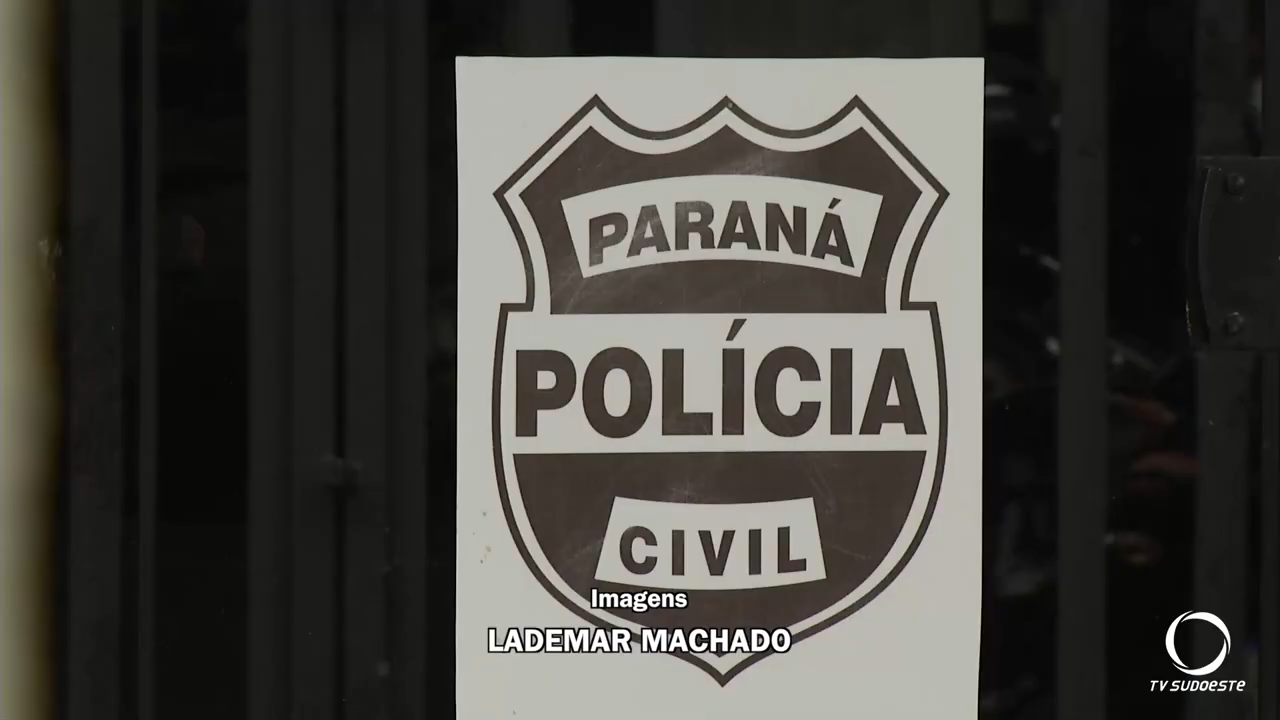 PARANÁ
POLÍCIA
CIVIL
Imagens
LADEMAR MACHADO
TV SUDOESTE